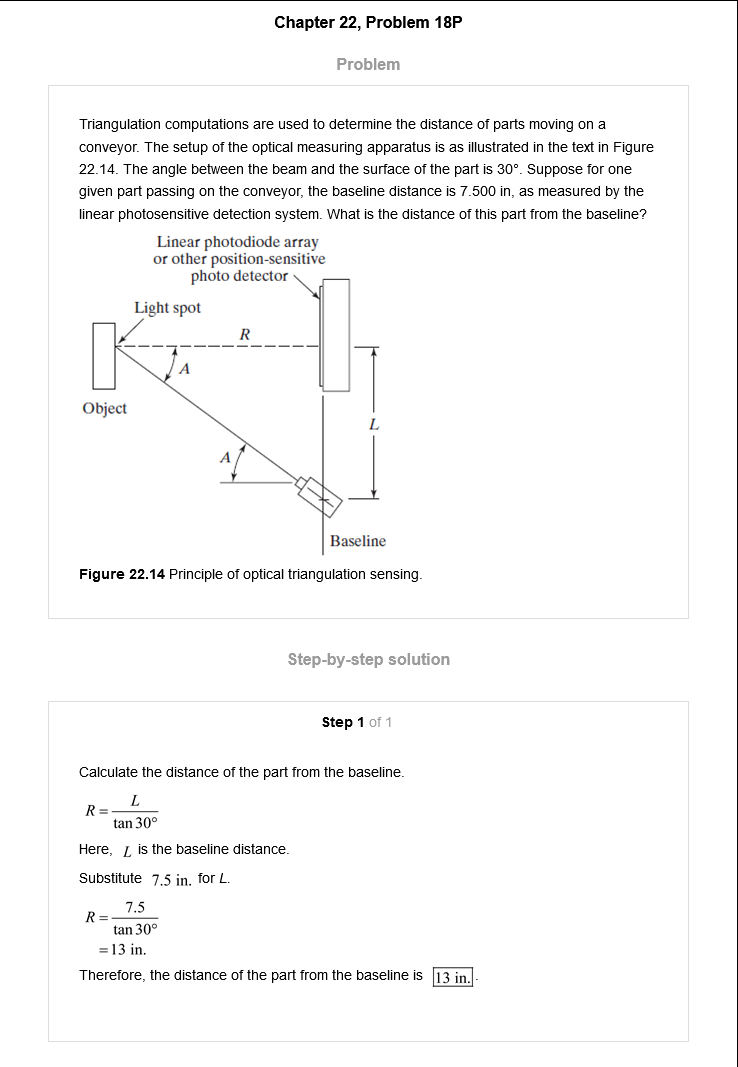 Chapter 22, Problem 18P
Problem
Triangulation computations are used to determine the distance of parts moving on a
conveyor. The setup of the optical measuring apparatus is as illustrated in the text in Figure
22.14. The angle between the beam and the surface of the part is 30°. Suppose for one
given part passing on the conveyor, the baseline distance is 7.500 in, as measured by the
linear photosensitive detection system. What is the distance of this part from the baseline?
Linear photodiode array
or other position-sensitive
photo detector
Light spot
R
A
Object
L
A
Baseline
Figure 22.14 Principle of optical triangulation sensing.
Step-by-step solution
Step 1 of 1
Calculate the distance of the part from the baseline.
R = L / tan 30°
Here, L is the baseline distance.
Substitute 7.5 in. for L.
R = 7.5 / tan 30°
= 13 in.
Therefore, the distance of the part from the baseline is 13 in. .